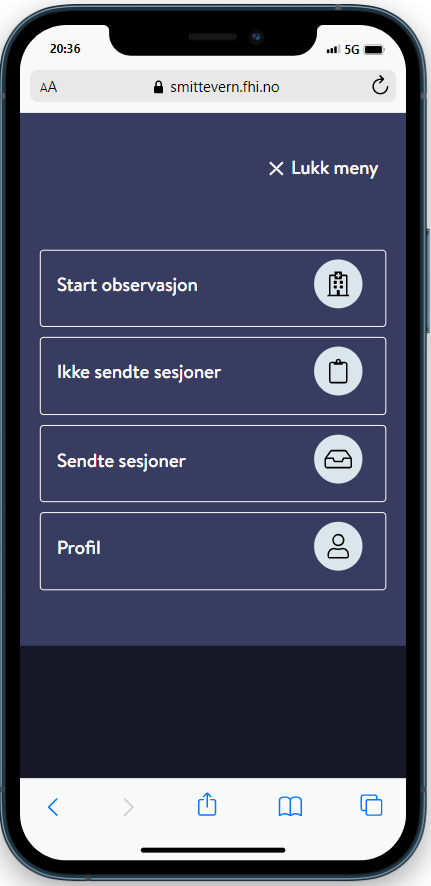 20:36
5G
AA
smittevern.fhi.no
Lukk meny
Start observasjon
Ikke sendte sesjoner
Sendte sesjoner
Profil